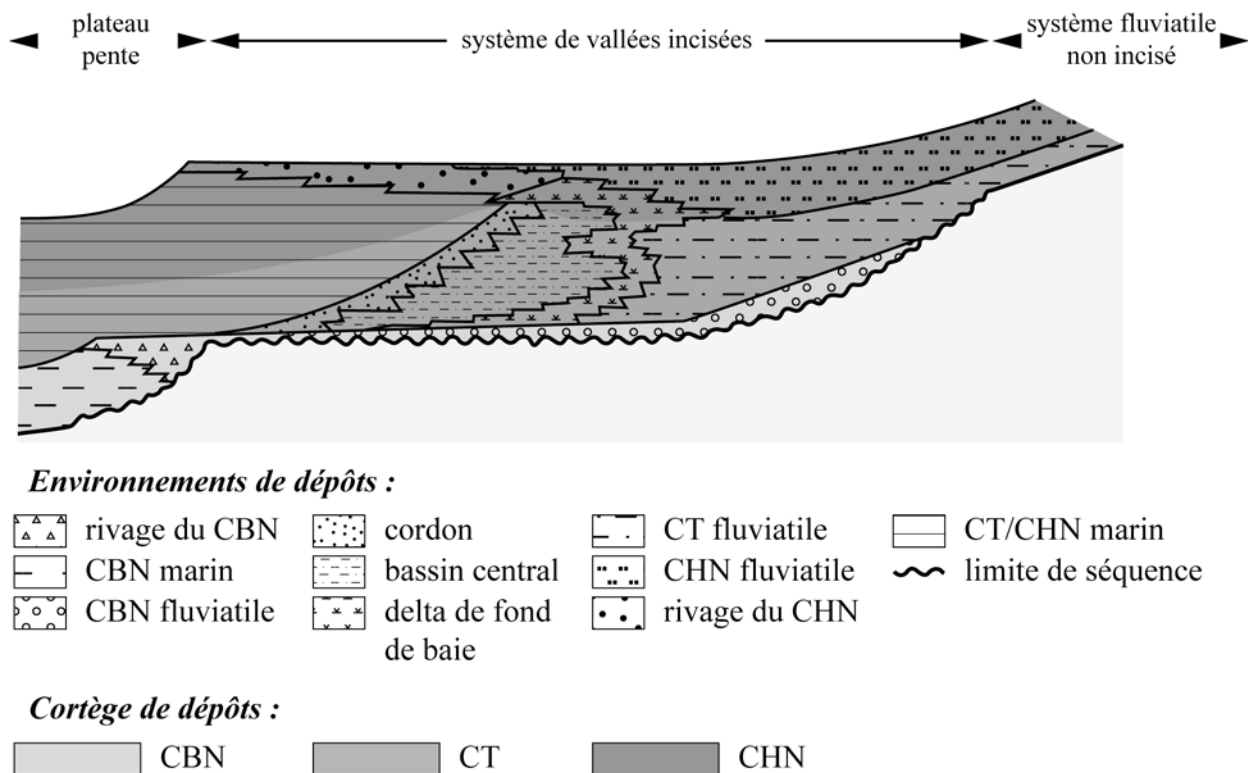 plateau
pente
système de vallées incisées
système fluviatile
non incisé
Environnements de dépôts :
rivage du CBN
cordon
CT fluviatile
CT/CHN marin
CBN marin
bassin central
CHN fluviatile
limite de séquence
CBN fluviatile
delta de fond
de baie
rivage du CHN
Cortège de dépôts :
CBN
CT
CHN